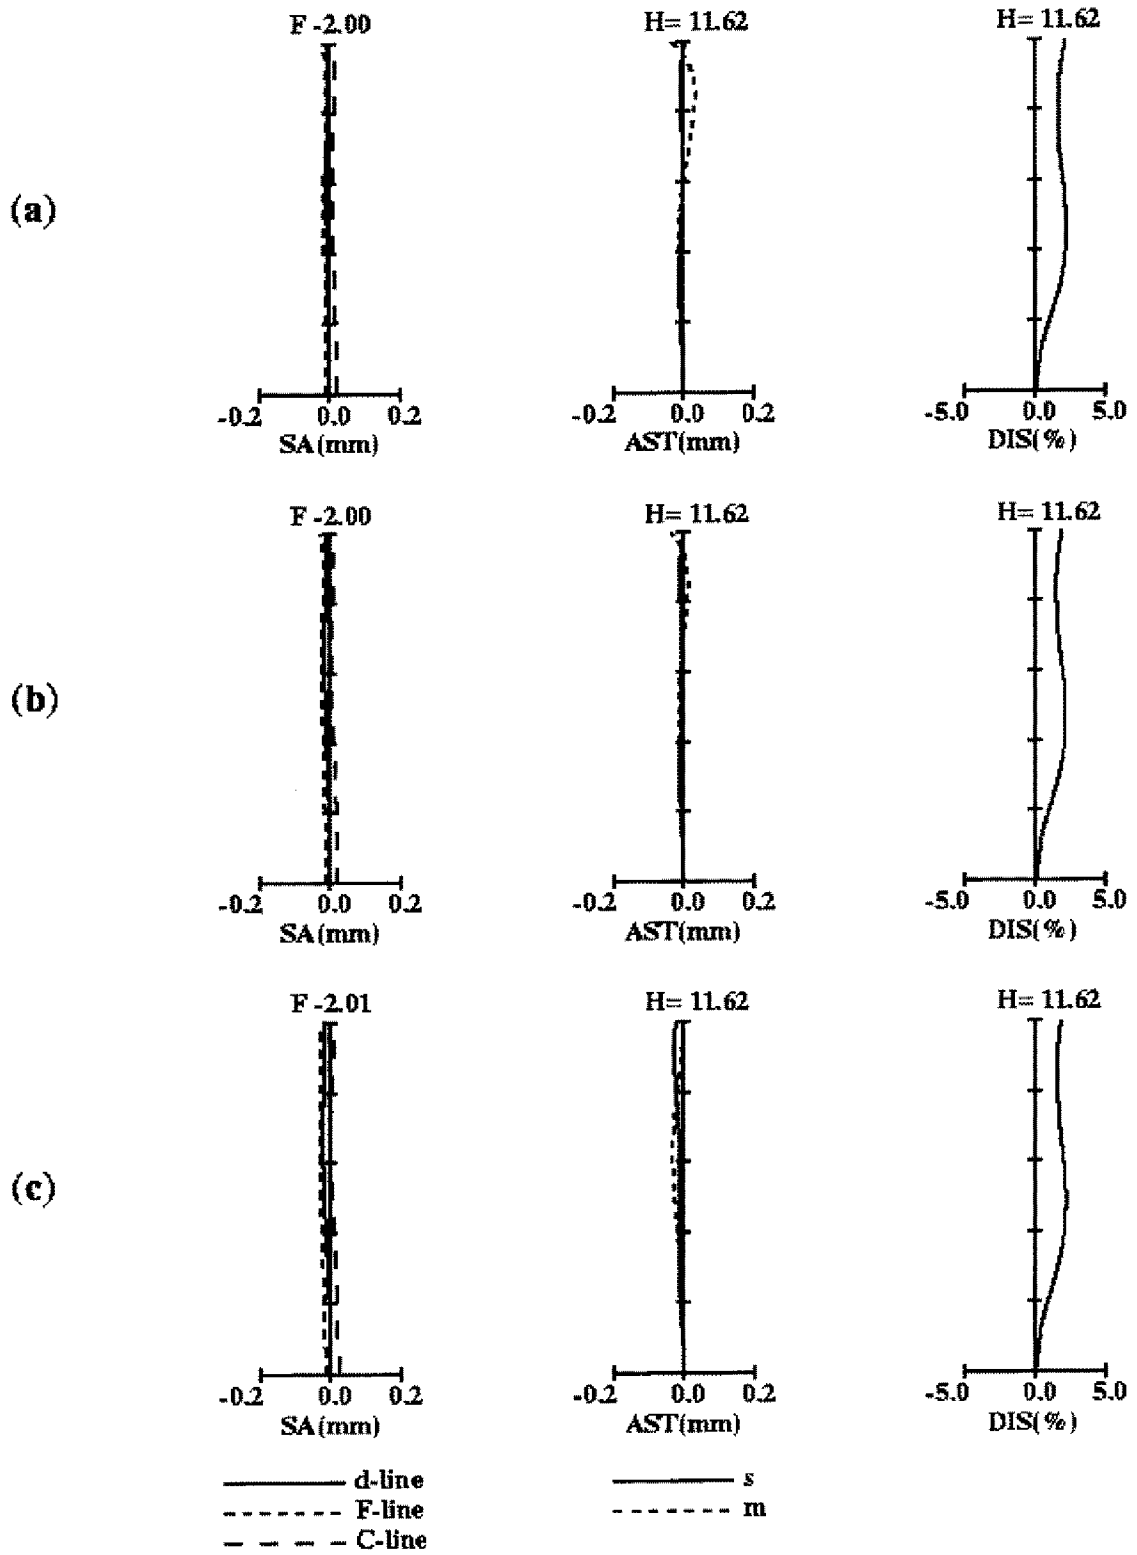 F -2.00 H= 11.62 H= 11.62
(a)
-0.2 0.0 0.2 -0.2 0.0 0.2 -5.0 0.0 5.0
SA(mm) AST(mm) DIS(%)
F -2.00 H= 11.62 H= 11.62
(b)
-0.2 0.0 0.2 -0.2 0.0 0.2 -5.0 0.0 5.0
SA(mm) AST(mm) DIS(%)
F -2.01 H= 11.62 H= 11.62
(c)
-0.2 0.0 0.2 -0.2 0.0 0.2 -5.0 0.0 5.0
SA(mm) AST(mm) DIS(%)
d-line s
F-line m
C-line